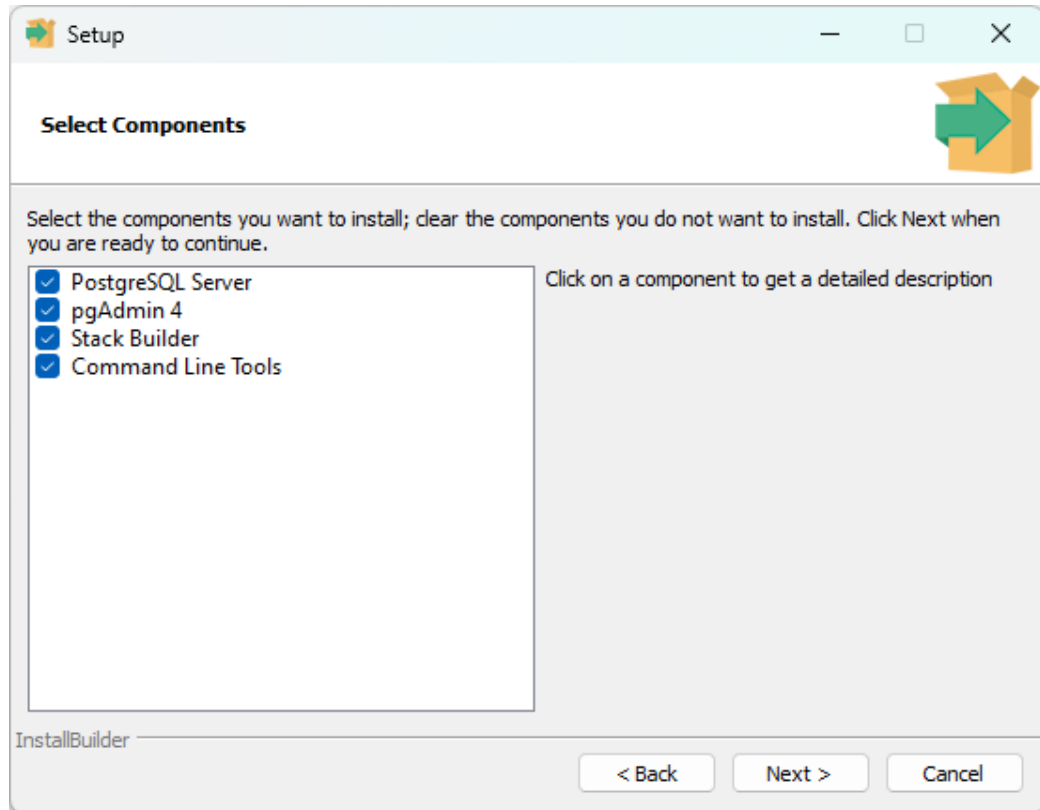 Setup
Select Components
Select the components you want to install; clear the components you do not want to install. Click Next when
you are ready to continue.
PostgreSQL Server
Click on a component to get a detailed description
pgAdmin 4
Stack Builder
Command Line Tools
InstallBuilder
< Back
Next >
Cancel